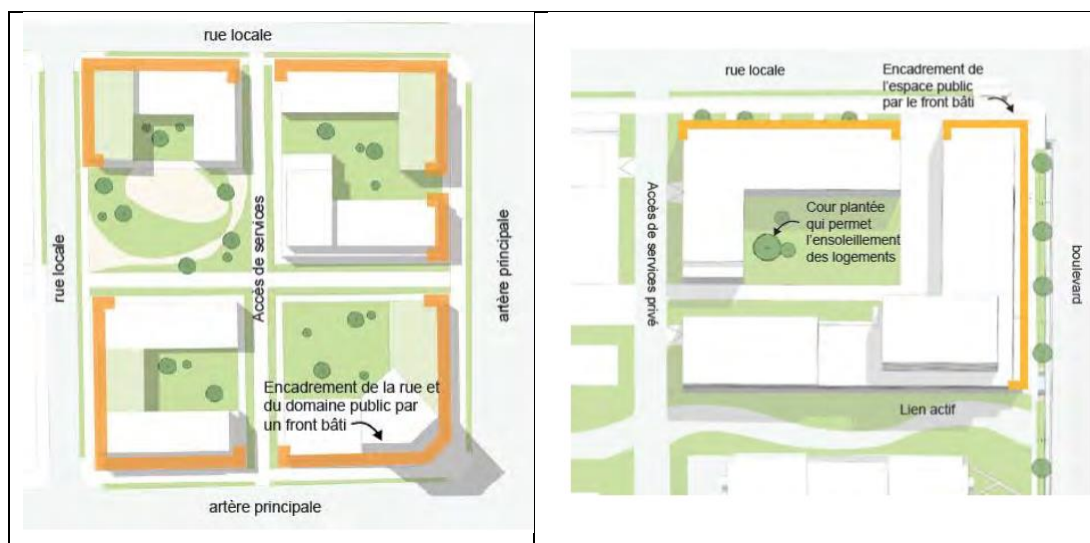 rue locale
rue locale
Accès de services
artère principale
Encadrement de la rue et
du domaine public par
un front bâti
artère principale
rue locale
Encadrement de
l'espace public
par le front bâti
Accès de services privé
Cour plantée
qui permet
l'ensoleillement
des logements
boulevard
Lien actif